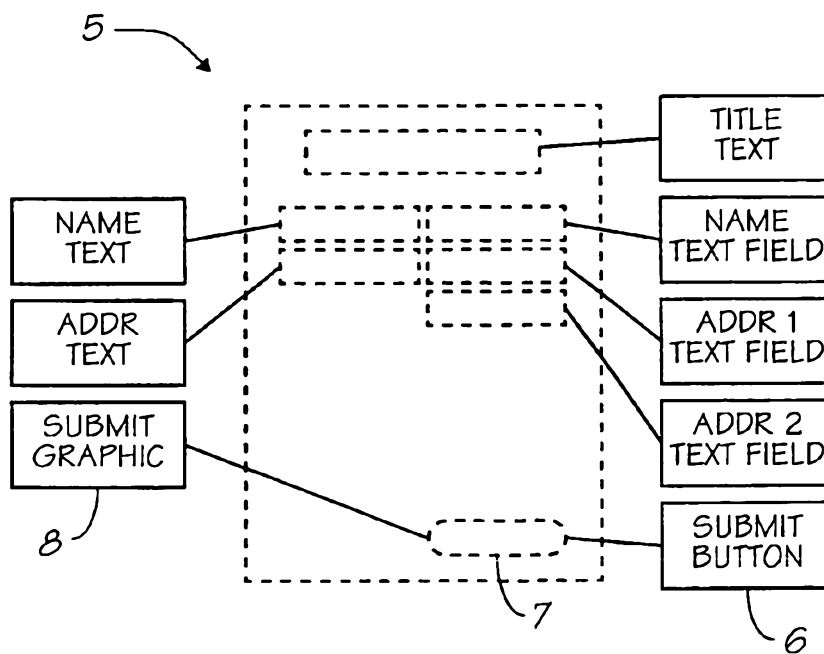 5
TITLE
TEXT
NAME
TEXT
NAME
TEXT FIELD
ADDR
TEXT
ADDR 1
TEXT FIELD
SUBMIT
GRAPHIC
ADDR 2
TEXT FIELD
8
7
SUBMIT
BUTTON
6